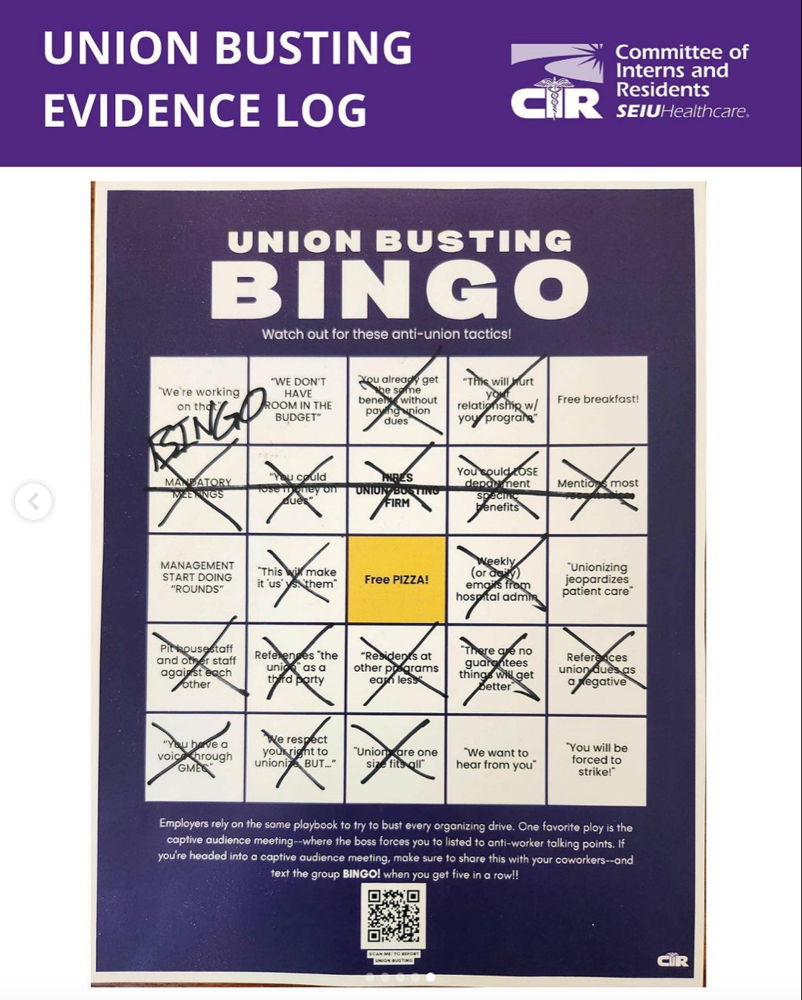 UNION BUSTING
EVIDENCE LOG
CIR
Committee of
Interns and
Residents
SEIUHealthcare®
UNION BUSTING
BINGO
Watch out for these anti-union tactics!
"We're working
on that"
"WE DON'T
HAVE
ROOM IN THE
BUDGET"
"You already get
the same
benefits without
paying union
dues"
"This will hurt
your
relationship w/
your program"
Free breakfast!
BINGO
MANDATORY
MEETINGS
"You could
lose money on
dues"
HIRES
UNION-BUSTING
FIRM
You could LOSE
department
specific
benefits
Mentions most
recent raises
MANAGEMENT
START DOING
"ROUNDS"
"This will make
it 'us' vs. 'them"
Free PIZZA!
Weekly
(or daily)
emails from
hospital admin
"Unionizing
jeopardizes
patient care"
Pit housestaff
and other staff
against each
other
References "the
union" as a
third party
"Residents at
other programs
earn less"
"There are no
guarantees
things will get
better"
References
union dues as
a negative
"You have a
voice through
GMEC"
"We respect
your right to
unionize, BUT..."
"Unions are one
size fits all"
"We want to
hear from you"
"You will be
forced to
strike!"
Employers rely on the same playbook to try to bust every organizing drive. One favorite ploy is the
captive audience meeting--where the boss forces you to listed to anti-worker talking points. If
you're headed into a captive audience meeting, make sure to share this with your coworkers--and
text the group BINGO! when you get five in a row!!
SCAN ME! TO REPORT
UNION-BUSTING
CIR